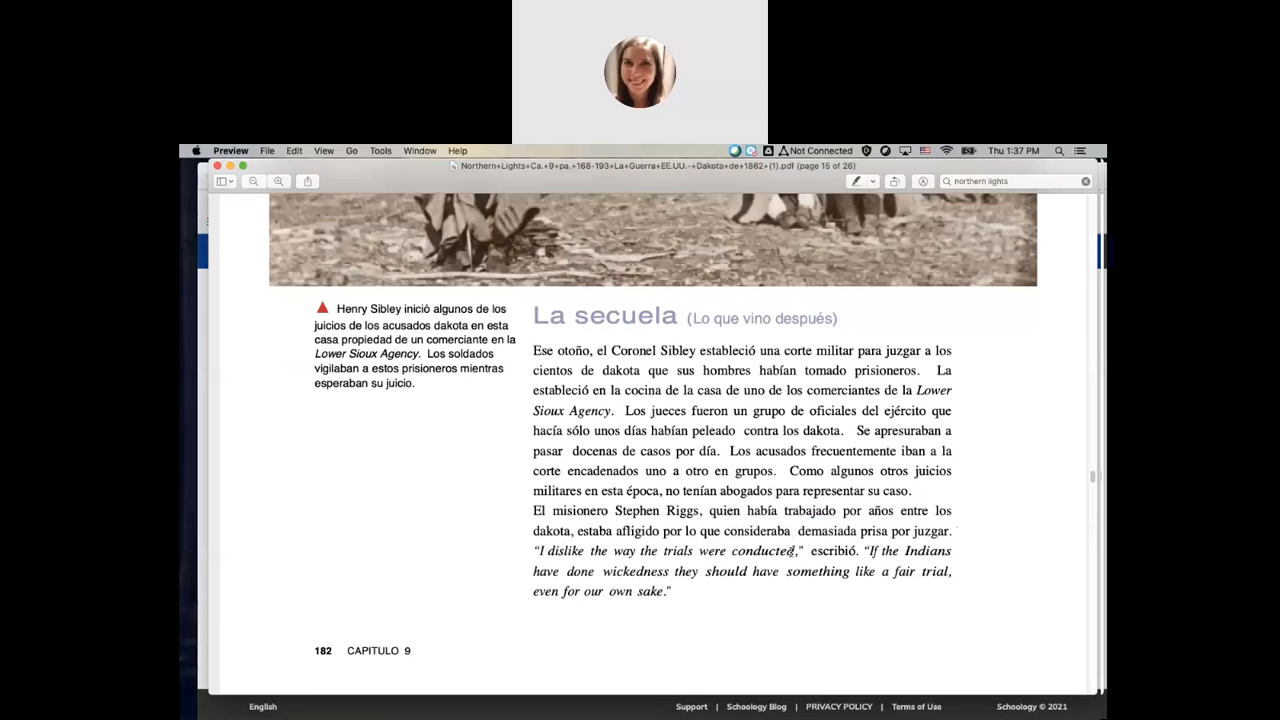 Preview File Edit View Go Tools Window Help Not Connected Thu 1:37 PM
Northern+Lights+Ca.+9+pa.+168-193+La+Guerra+EE.UU.-+Dakota+de+1862+(1).pdf (page 15 of 26)
northern lights
Henry Sibley inició algunos de los
juicios de los acusados dakota en esta
casa propiedad de un comerciante en la
Lower Sioux Agency. Los soldados
vigilaban a estos prisioneros mientras
esperaban su juicio.
La secuela (Lo que vino después)
Ese otoño, el Coronel Sibley estableció una corte militar para juzgar a los
cientos de dakota que sus hombres habían tomado prisioneros. La
estableció en la cocina de la casa de uno de los comerciantes de la Lower
Sioux Agency. Los jueces fueron un grupo de oficiales del ejército que
hacía sólo unos días habían peleado contra los dakota. Se apresuraban a
pasar docenas de casos por día. Los acusados frecuentemente iban a la
corte encadenados uno a otro en grupos. Como algunos otros juicios
militares en esta época, no tenían abogados para representar su caso.
El misionero Stephen Riggs, quien había trabajado por años entre los
dakota, estaba afligido por lo que consideraba demasiada prisa por juzgar.
“I dislike the way the trials were conducted,” escribió. “If the Indians
have done wickedness they should have something like a fair trial,
even for our own sake.”
182 CAPITULO 9
English Support | Schoology Blog | PRIVACY POLICY | Terms of Use Schoology © 2021